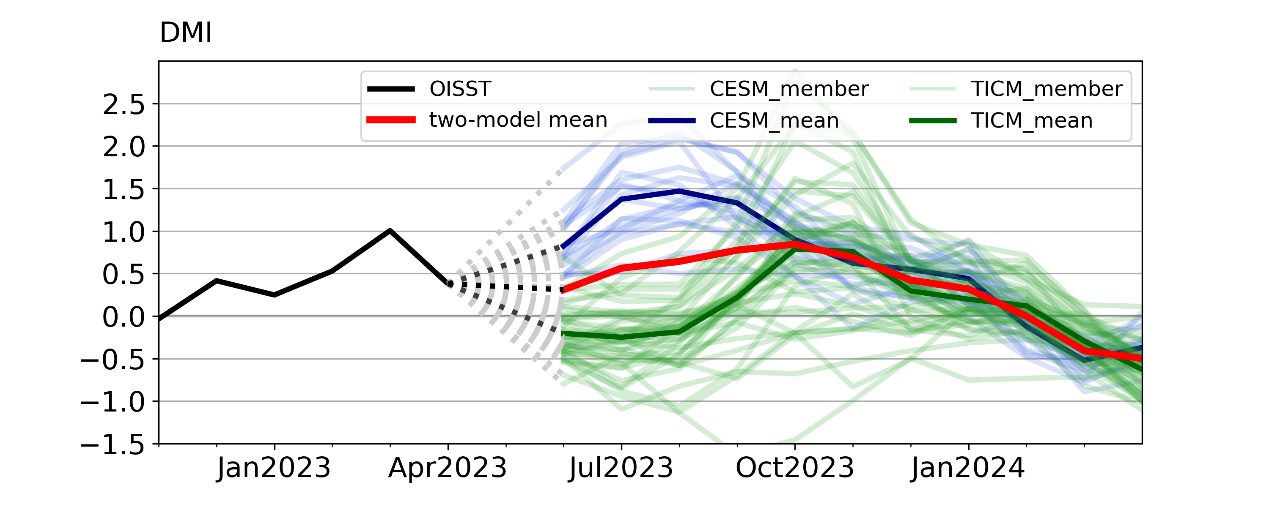 DMI
OISST CESM_member TICM_member
two-model mean CESM_mean TICM_mean
2.5
2.0
1.5
1.0
0.5
0.0
−0.5
−1.0
−1.5
Jan2023 Apr2023 Jul2023 Oct2023 Jan2024